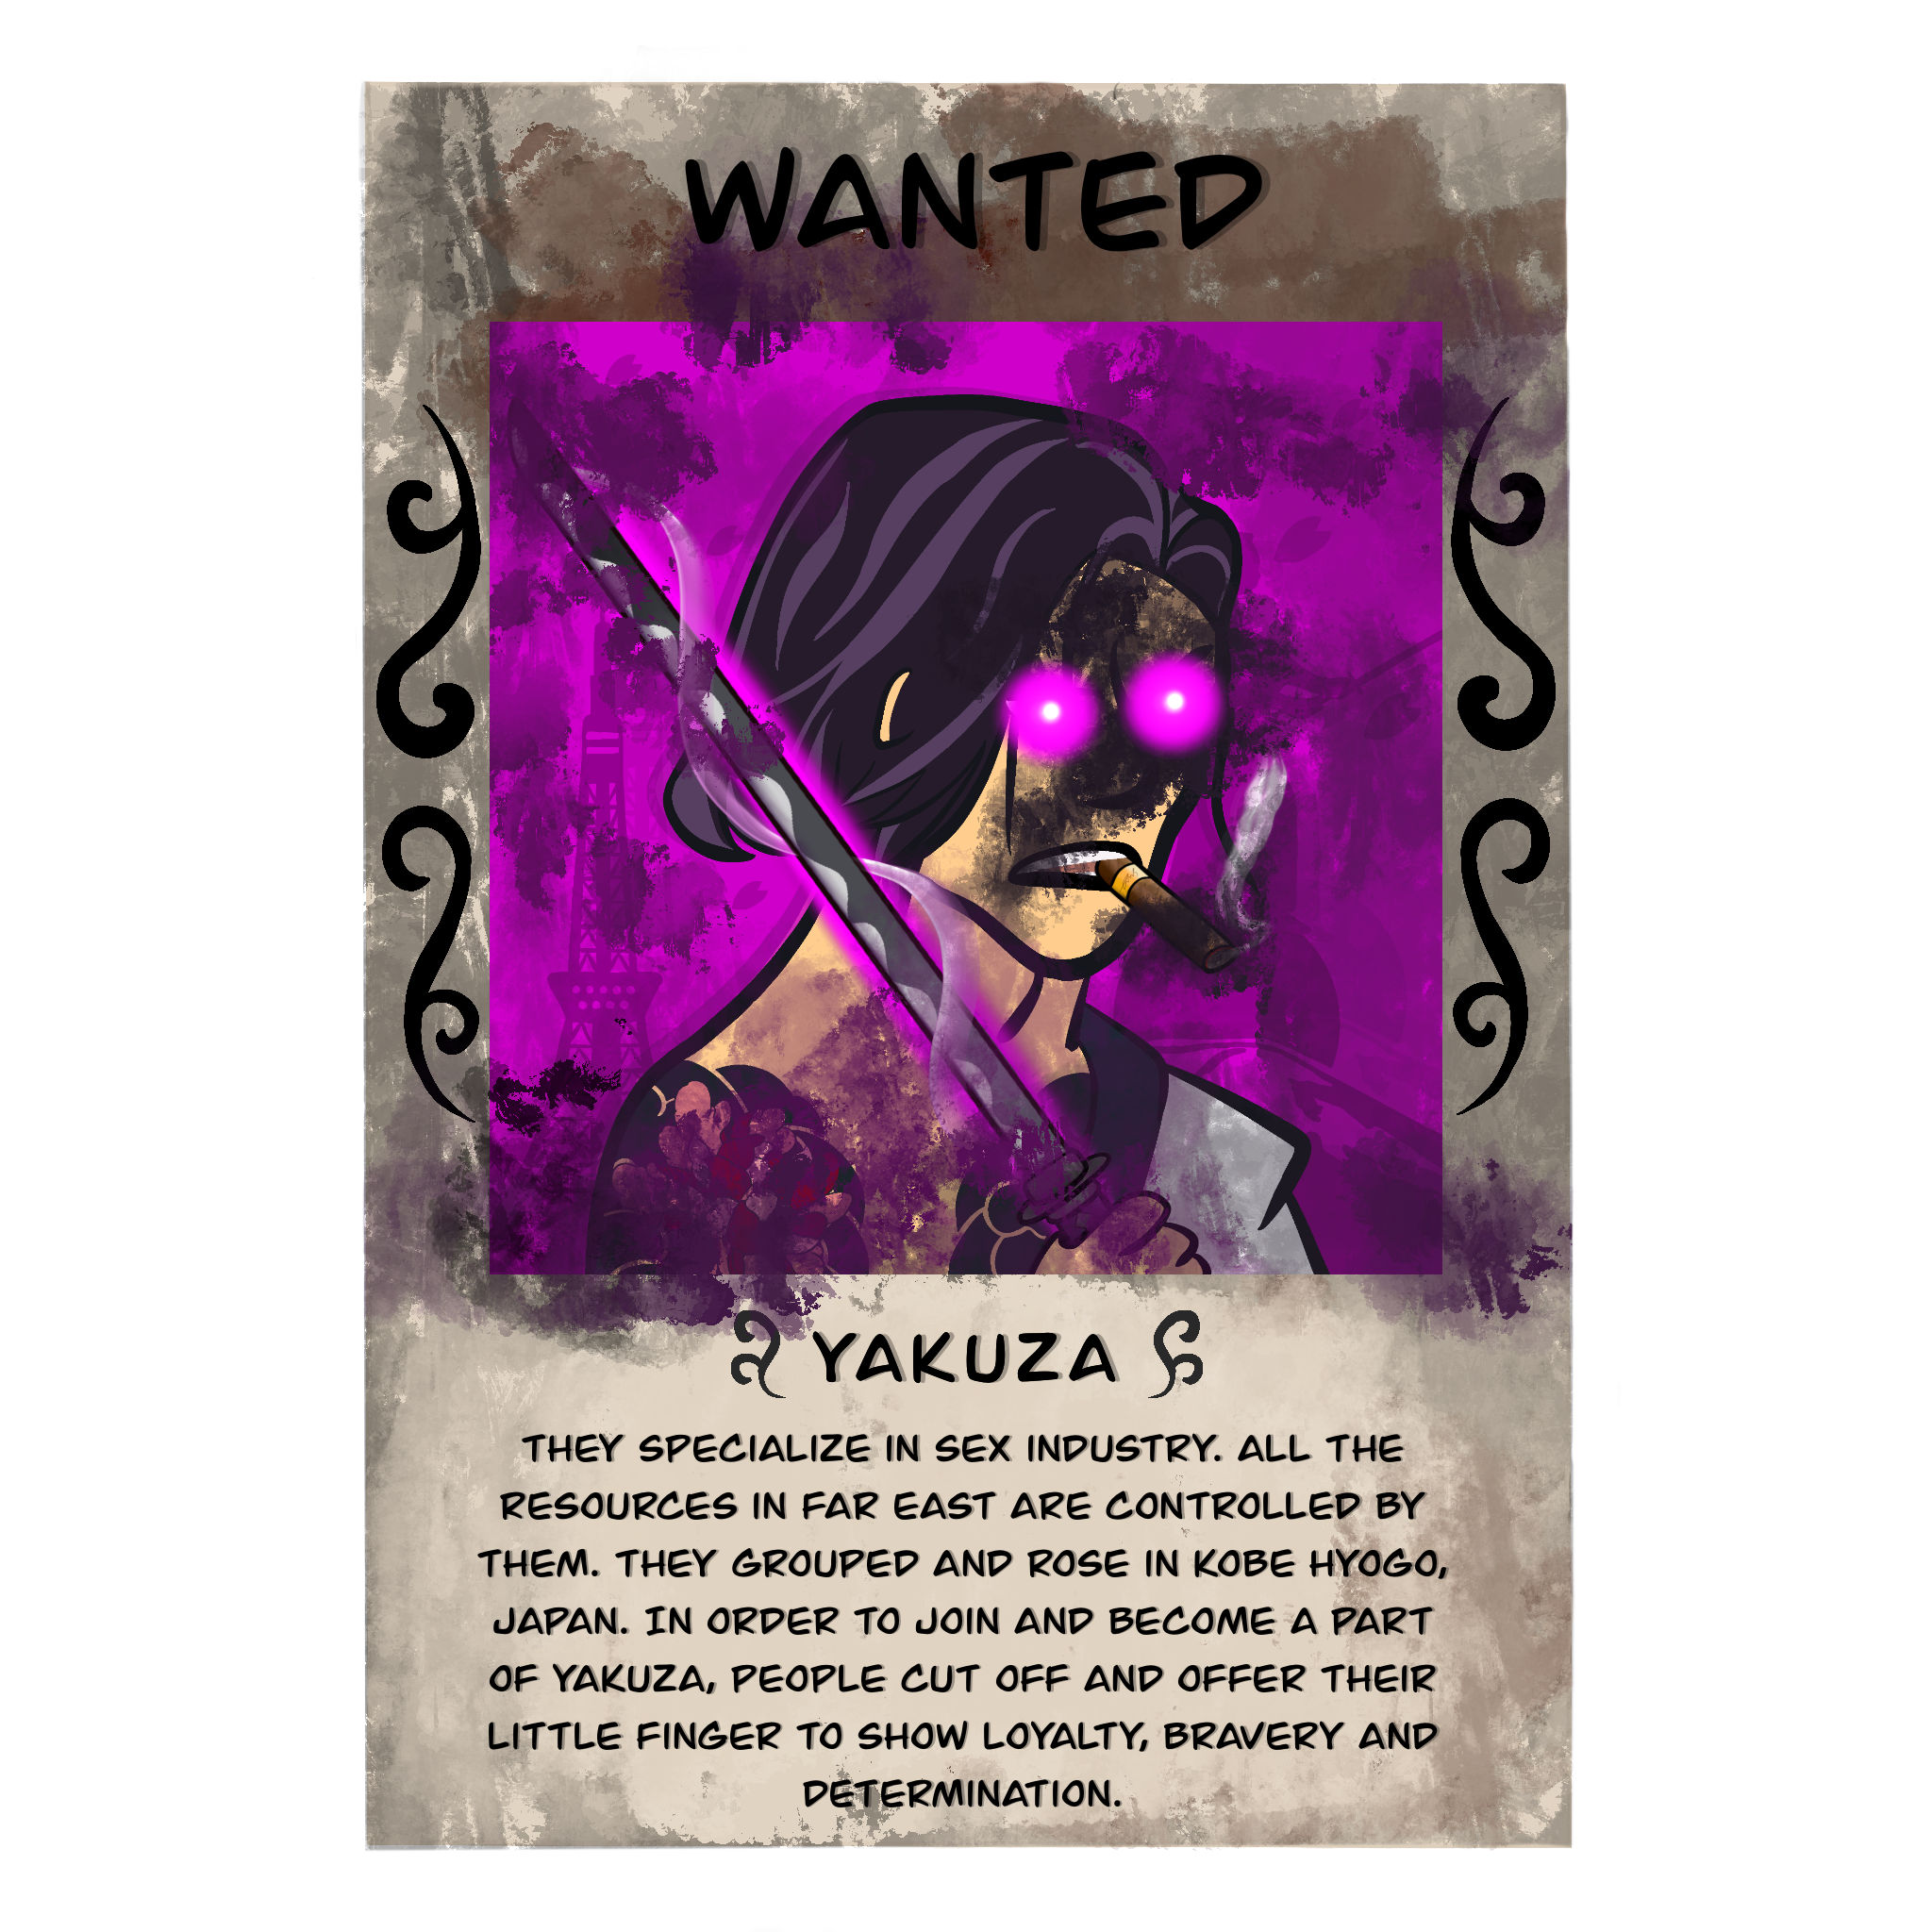 WANTED
YAKUZA
THEY SPECIALIZE IN SEX INDUSTRY. ALL THE
RESOURCES IN FAR EAST ARE CONTROLLED BY
THEM. THEY GROUPED AND ROSE IN KOBE HYOGO,
JAPAN. IN ORDER TO JOIN AND BECOME A PART
OF YAKUZA, PEOPLE CUT OFF AND OFFER THEIR
LITTLE FINGER TO SHOW LOYALTY, BRAVERY AND
DETERMINATION.